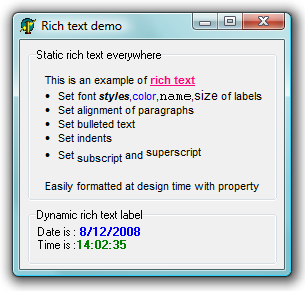 Rich text demo
Static rich text everywhere
This is an example of rich text
• Set font styles,color,name,size of labels
• Set alignment of paragraphs
• Set bulleted text
• Set indents
• Set subscript and superscript
Easily formatted at design time with property
Dynamic rich text label
Date is : 8/12/2008
Time is :14:02:35